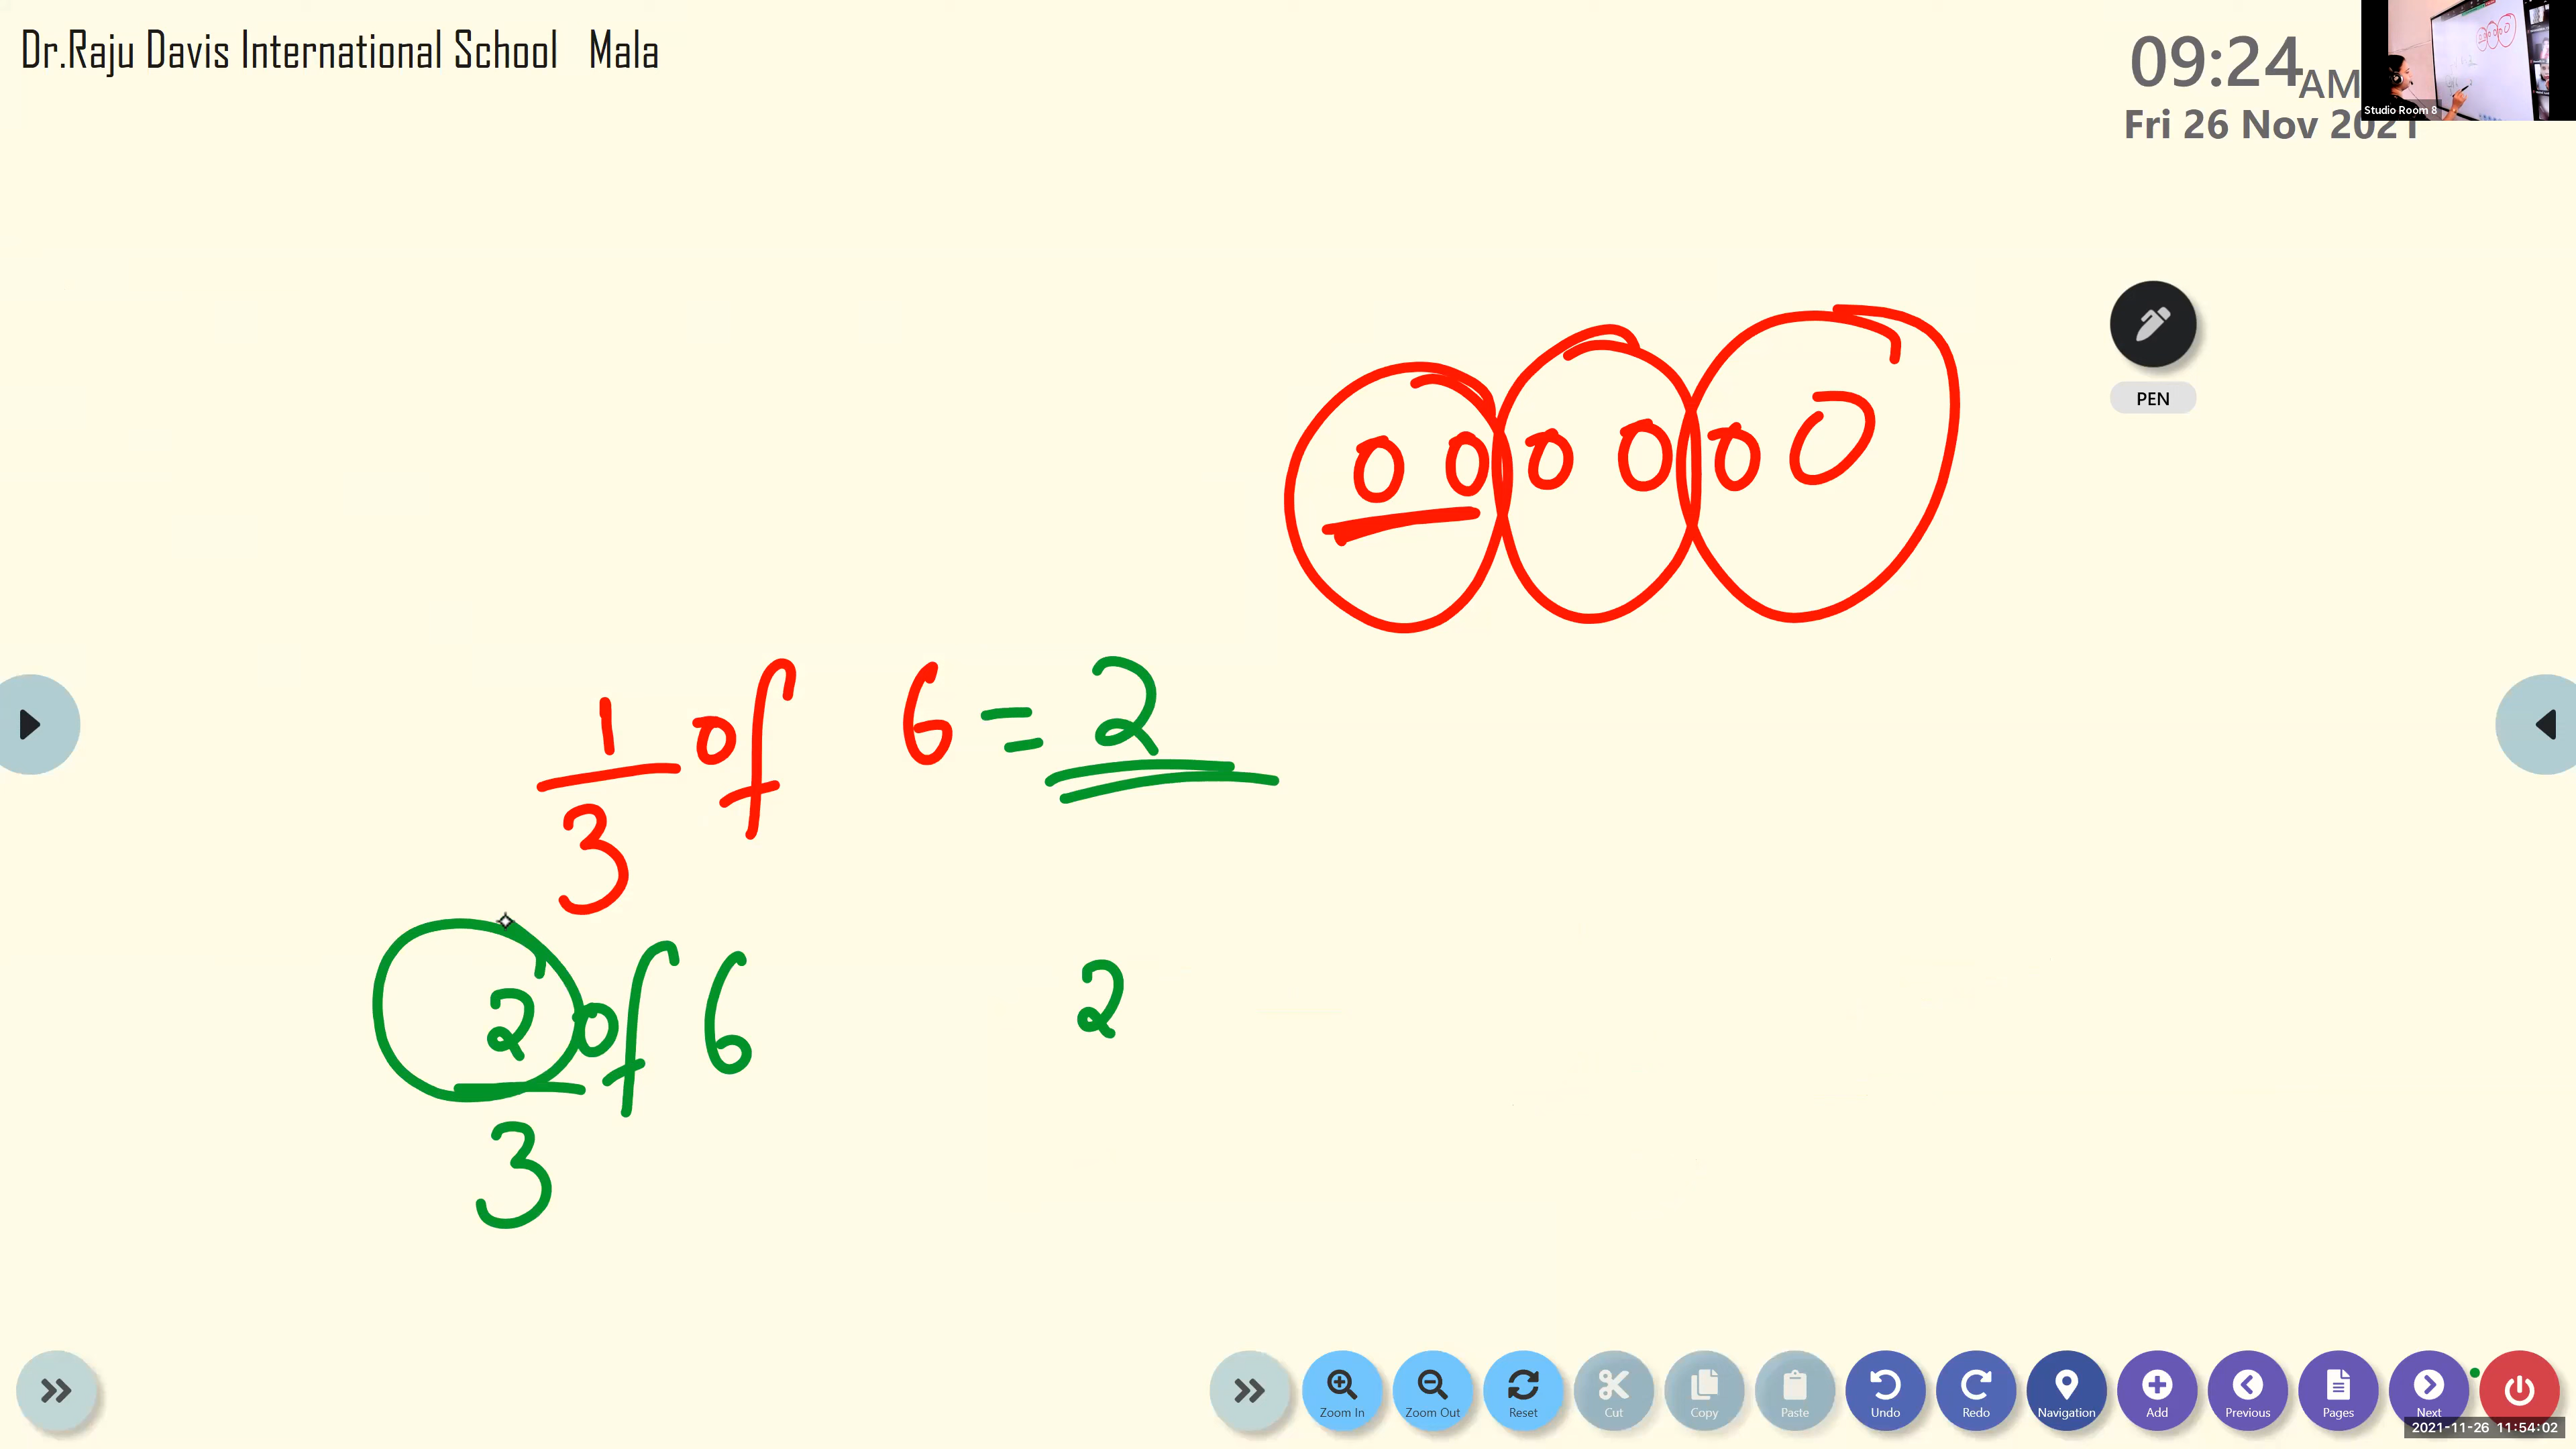 Dr.Raju Davis International School Mala
09:24 AM
Fri 26 Nov 2021
Studio Room 8
PEN
0 0 0 0 0 0
1/3 of 6 = 2
2/3 of 6 2
Zoom In Zoom Out Reset Cut Copy Paste Undo Redo Navigation Add Previous Pages Next
2021-11-26 11:54:02